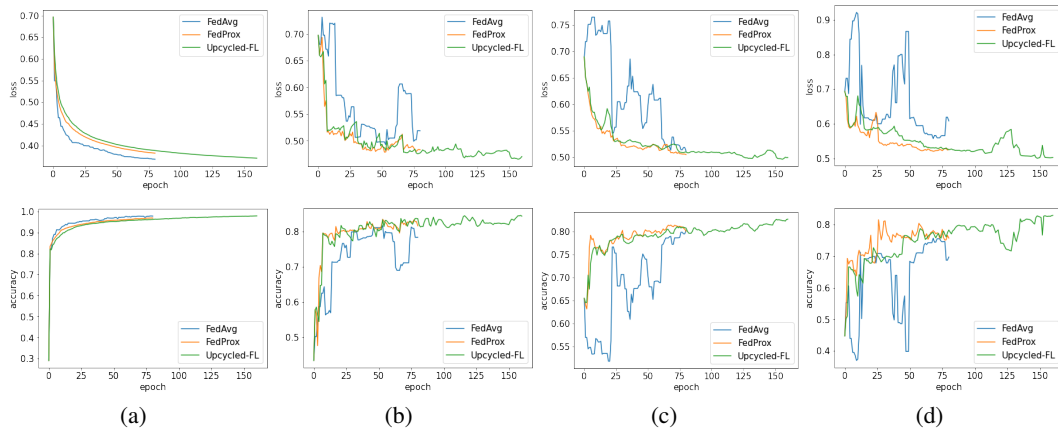 0.70
0.65
0.60
0.55
0.50
0.45
0.40
loss
0 25 50 75 100 125 150
epoch
FedAvg
FedProx
Upcycled-FL
0.75
0.70
0.65
0.60
0.55
0.50
loss
0 25 50 75 100 125 150
epoch
FedAvg
FedProx
Upcycled-FL
0.75
0.70
0.65
0.60
0.55
0.50
loss
0 25 50 75 100 125 150
epoch
FedAvg
FedProx
Upcycled-FL
0.9
0.8
0.7
0.6
0.5
loss
0 25 50 75 100 125 150
epoch
FedAvg
FedProx
Upcycled-FL
1.0
0.9
0.8
0.7
0.6
0.5
0.4
0.3
accuracy
0 25 50 75 100 125 150
epoch
FedAvg
FedProx
Upcycled-FL
0.8
0.7
0.6
0.5
accuracy
0 25 50 75 100 125 150
epoch
FedAvg
FedProx
Upcycled-FL
0.80
0.75
0.70
0.65
0.60
0.55
accuracy
0 25 50 75 100 125 150
epoch
FedAvg
FedProx
Upcycled-FL
0.8
0.7
0.6
0.5
0.4
accuracy
0 25 50 75 100 125 150
epoch
FedAvg
FedProx
Upcycled-FL
(a) (b) (c) (d)